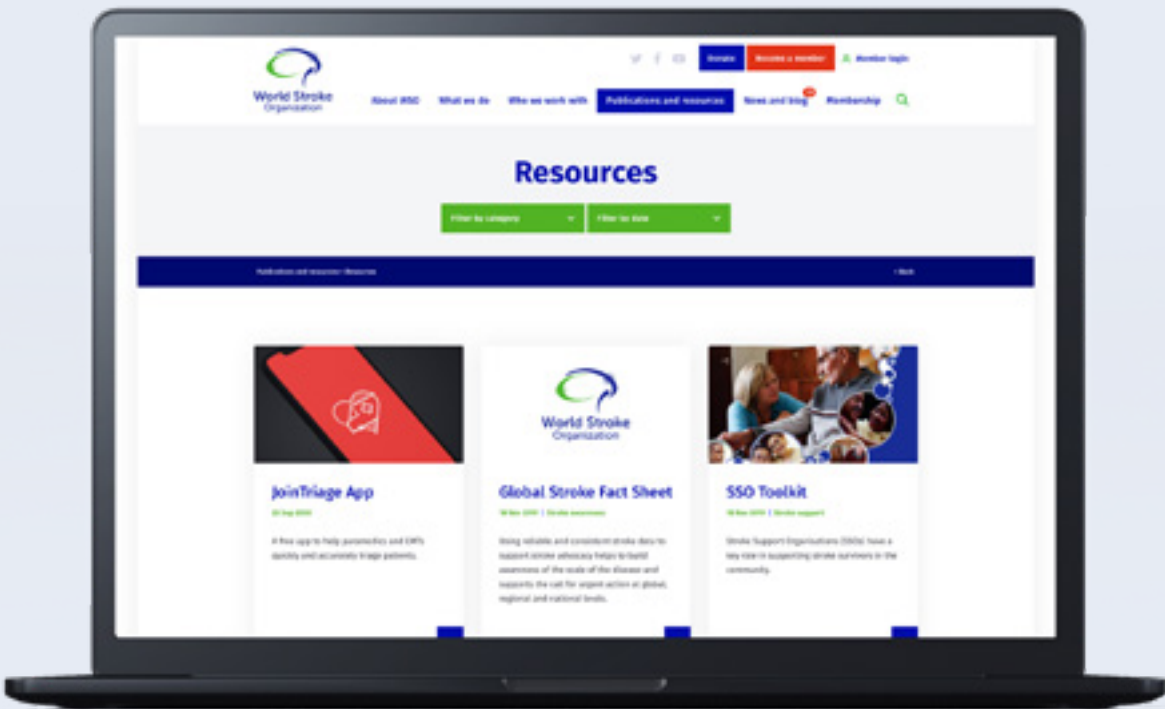 World Stroke
Organization
Donate
Become a member
Member login
About WSO
What we do
Who we work with
Publications and resources
News and blog
Membership
Resources
Filter by category
Filter by date
Publications and resources
Resources
Back
World Stroke
Organization
JoinTriage App
A free app to help paramedics and EMTs
quickly and accurately triage patients.
Global Stroke Fact Sheet
Stroke awareness
Using reliable and consistent stroke data to
support stroke advocacy helps to build
awareness of the scale of the disease and
supports the call for urgent action at global,
regional and national levels.
SSO Toolkit
Stroke support
Stroke Support Organisations (SSOs) have a
key role in supporting stroke survivors in the
community.